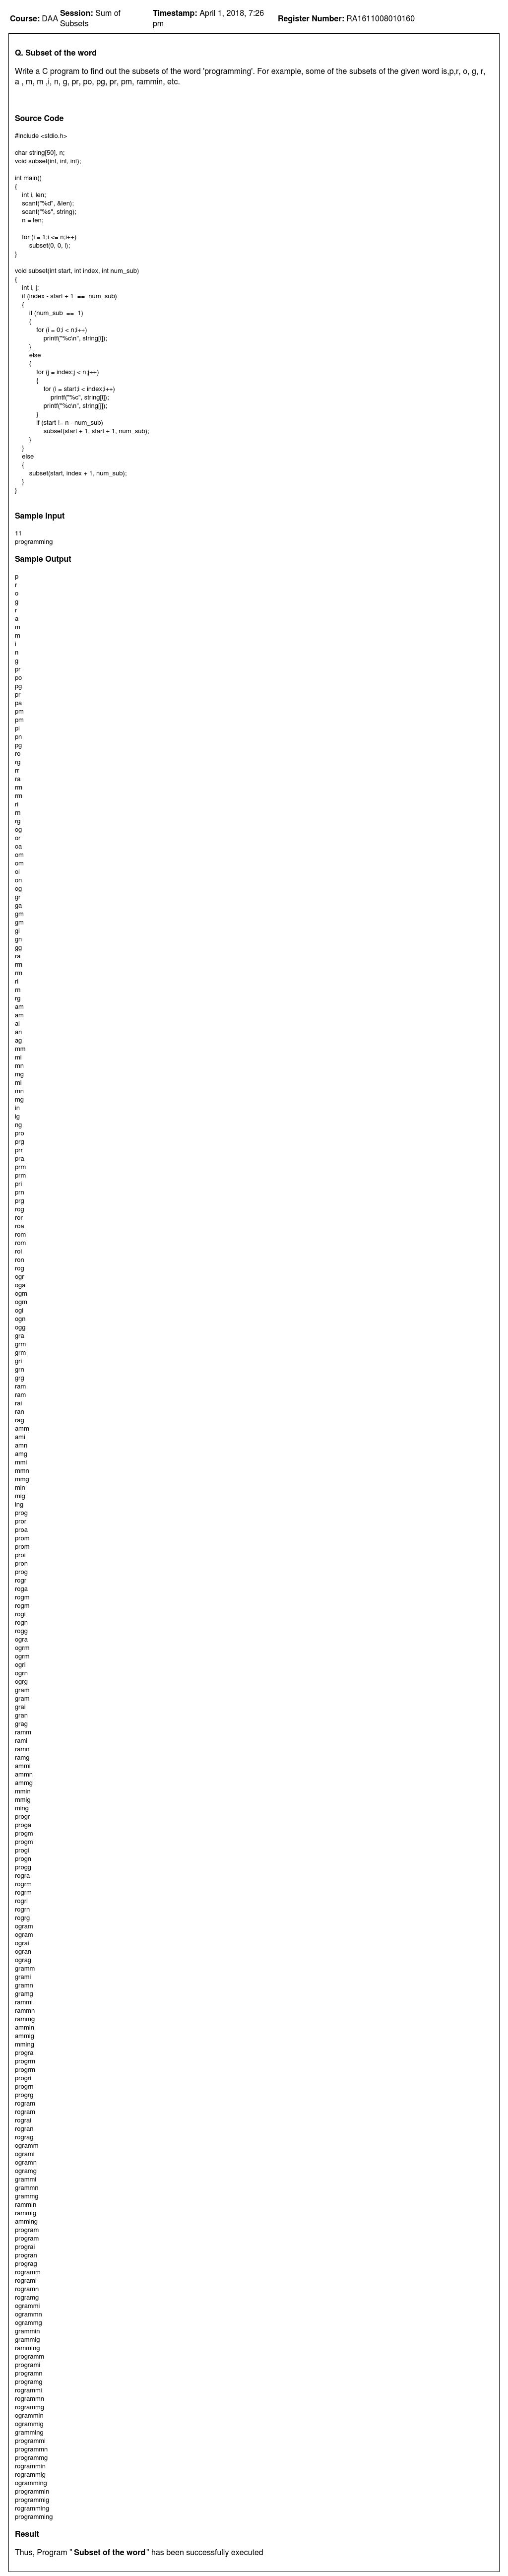 Course: DAA Session: Sum of Subsets Timestamp: April 1, 2018, 7:26 pm Register Number: RA1611008010160
Q. Subset of the word
Write a C program to find out the subsets of the word 'programming'. For example, some of the subsets of the given word is,p,r, o, g, r,
a , m, m ,i, n, g, pr, po, pg, pr, pm, rammin, etc.
Source Code
#include <stdio.h>
char string[50], n;
void subset(int, int, int);
int main()
{
int i, len;
scanf("%d", &len);
scanf("%s", string);
n = len;
for (i = 1;i <= n;i++)
subset(0, 0, i);
}
void subset(int start, int index, int num_sub)
{
int i, j;
if (index - start + 1  ==  num_sub)
{
if (num_sub  ==  1)
{
for (i = 0;i < n;i++)
printf("%c\n", string[i]);
}
else
{
for (j = index;j < n;j++)
{
for (i = start;i < index;i++)
printf("%c", string[i]);
printf("%c\n", string[j]);
}
if (start != n - num_sub)
subset(start + 1, start + 1, num_sub);
}
}
else
{
subset(start, index + 1, num_sub);
}
}
Sample Input
11
programming
Sample Output
p
r
o
g
r
a
m
m
i
n
g
pr
po
pg
pr
pa
pm
pm
pi
pn
pg
ro
rg
rr
ra
rm
rm
ri
rn
rg
og
or
oa
om
om
oi
on
og
gr
ga
gm
gm
gi
gn
gg
ra
rm
rm
ri
rn
rg
am
am
ai
an
ag
mm
mi
mn
mg
mi
mn
mg
in
ig
ng
pro
prg
prr
pra
prm
prm
pri
prn
prg
rog
ror
roa
rom
rom
roi
ron
rog
ogr
oga
ogm
ogm
ogi
ogn
ogg
gra
grm
grm
gri
grn
grg
ram
ram
rai
ran
rag
amm
ami
amn
amg
mmi
mmn
mmg
min
mig
ing
prog
pror
proa
prom
prom
proi
pron
prog
rogr
roga
rogm
rogm
rogi
rogn
rogg
ogra
ogrm
ogrm
ogri
ogrn
ogrg
gram
gram
grai
gran
grag
ramm
rami
ramn
ramg
ammi
ammn
ammg
mmin
mmig
ming
progr
proga
progm
progm
progi
progn
progg
rogra
rogrm
rogrm
rogri
rogrn
rogrg
ogram
ogram
ograi
ogran
ograg
gramm
grami
gramn
gramg
rammi
rammn
rammg
ammin
ammig
mming
progra
progrm
progrm
progri
progrn
progrg
rogram
rogram
rograi
rogran
rograg
ogramm
ogrami
ogramn
ogramg
grammi
grammn
grammg
rammin
rammig
amming
program
program
prograi
progran
prograg
rogramm
rogrami
rogramn
rogramg
ogrammi
ogrammn
ogrammg
grammin
grammig
ramming
programm
programi
programn
programg
rogrammi
rogrammn
rogrammg
ogrammin
ogrammig
gramming
programmi
programmn
programmg
rogrammin
rogrammig
ogramming
programmin
programmig
rogramming
programming
Result
Thus, Program " Subset of the word" has been successfully executed